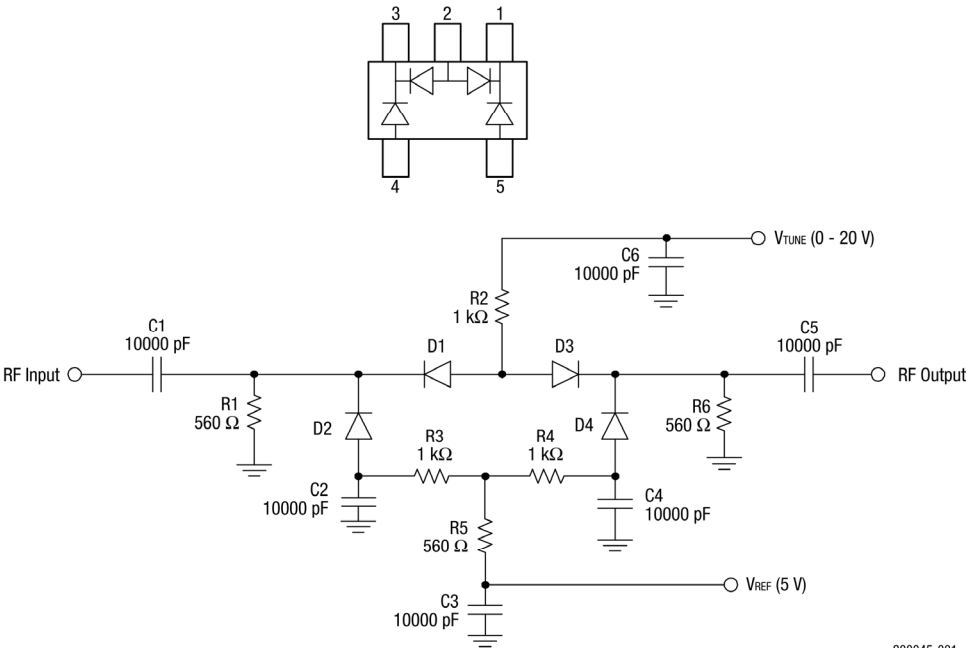 3 2 1
4 5
VTUNE (0 - 20 V)
C6
10000 pF
R2
1 kΩ
C1
10000 pF
D1
D3
C5
10000 pF
RF Input
RF Output
R1
560 Ω
D2
R3
1 kΩ
R4
1 kΩ
D4
R6
560 Ω
C2
10000 pF
C4
10000 pF
R5
560 Ω
VREF (5 V)
C3
10000 pF